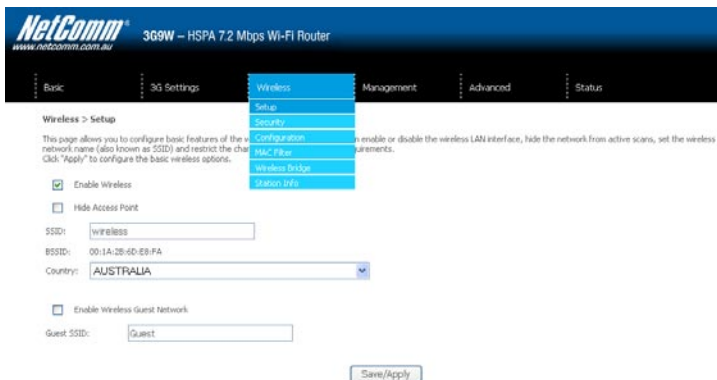 NetComm®
www.netcomm.com.au
3G9W – HSPA 7.2 Mbps Wi-Fi Router
Basic
3G Settings
Wireless
Management
Advanced
Status
Setup
Security
Configuration
MAC Filter
Wireless Bridge
Station Info
Wireless > Setup
This page allows you to configure basic features of the w n enable or disable the wireless LAN interface, hide the network from active scans, set the wireless
network name (also known as SSID) and restrict the cha uirements.
Click "Apply" to configure the basic wireless options.
Enable Wireless
Hide Access Point
SSID: wireless
BSSID: 00:1A:2B:6D:E8:FA
Country: AUSTRALIA
Enable Wireless Guest Network
Guest SSID: Guest
Save/Apply